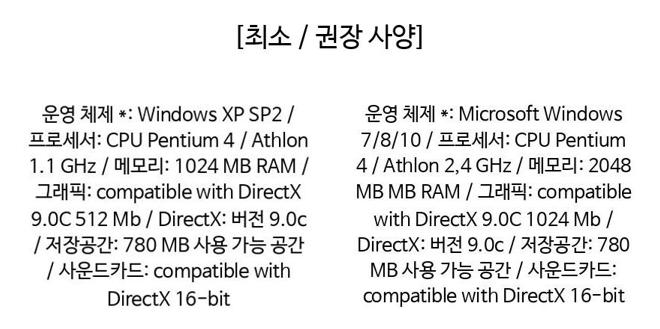 [최소 / 권장 사양]
운영 체제 *: Windows XP SP2 /
프로세서: CPU Pentium 4 / Athlon
1.1 GHz / 메모리: 1024 MB RAM /
그래픽: compatible with DirectX
9.0C 512 Mb / DirectX: 버전 9.0c
/ 저장공간: 780 MB 사용 가능 공간
/ 사운드카드: compatible with
DirectX 16-bit
운영 체제 *: Microsoft Windows
7/8/10 / 프로세서: CPU Pentium
4 / Athlon 2,4 GHz / 메모리: 2048
MB MB RAM / 그래픽: compatible
with DirectX 9.0C 1024 Mb /
DirectX: 버전 9.0c / 저장공간: 780
MB 사용 가능 공간 / 사운드카드:
compatible with DirectX 16-bit